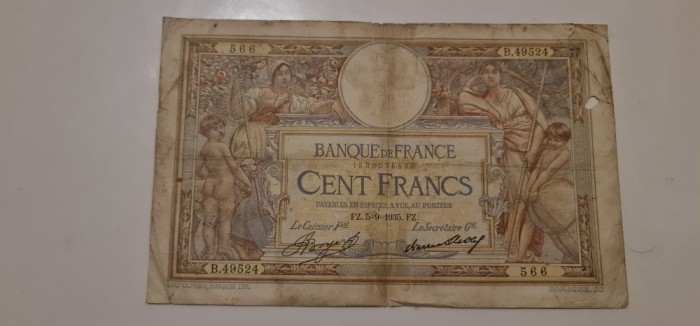 566
B.49524
BANQUE DE FRANCE
CENT FRANCS
PAYABLES EN ESPÈCES A VUE, AU PORTEUR
FZ. 5-9-1935. FZ.
Le Caissier Pal
Le Secrétaire Gal
B.49524
566